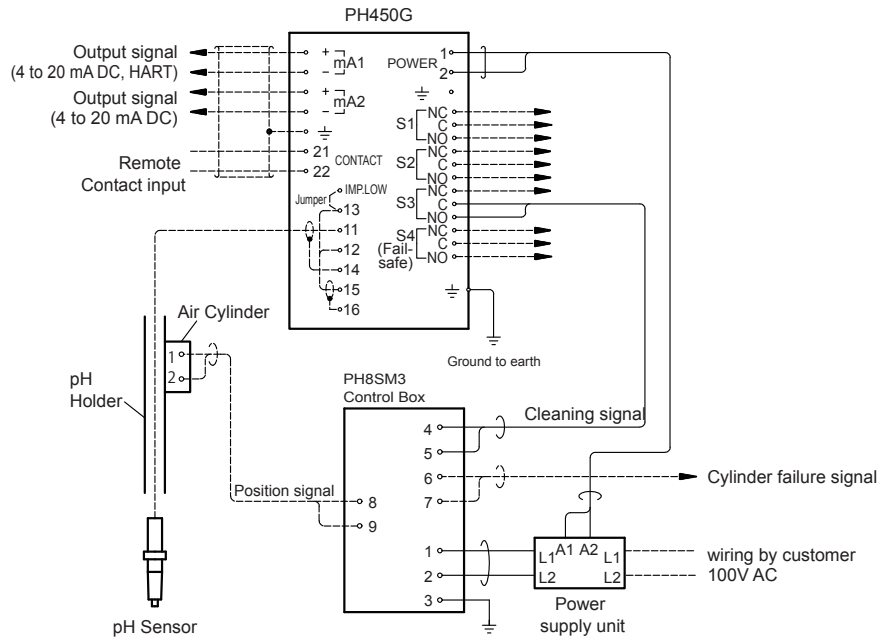 PH450G
Output signal
(4 to 20 mA DC, HART)
Output signal
(4 to 20 mA DC)
Remote
Contact input
+
mA1
−
+
mA2
−
21
CONTACT
22
IMP.LOW
Jumper
13
11
12
14
15
16
POWER
1
2
S1
NC
C
NO
S2
NC
C
NO
S3
NC
C
NO
S4
(Fail-
safe)
NC
C
NO
Ground to earth
Air Cylinder
1
2
pH
Holder
PH8SM3
Control Box
Cleaning signal
4
5
6
7
Cylinder failure signal
Position signal
8
9
1
2
3
A1 A2
L1
L2
L1
L2
wiring by customer
100V AC
Power
supply unit
pH Sensor